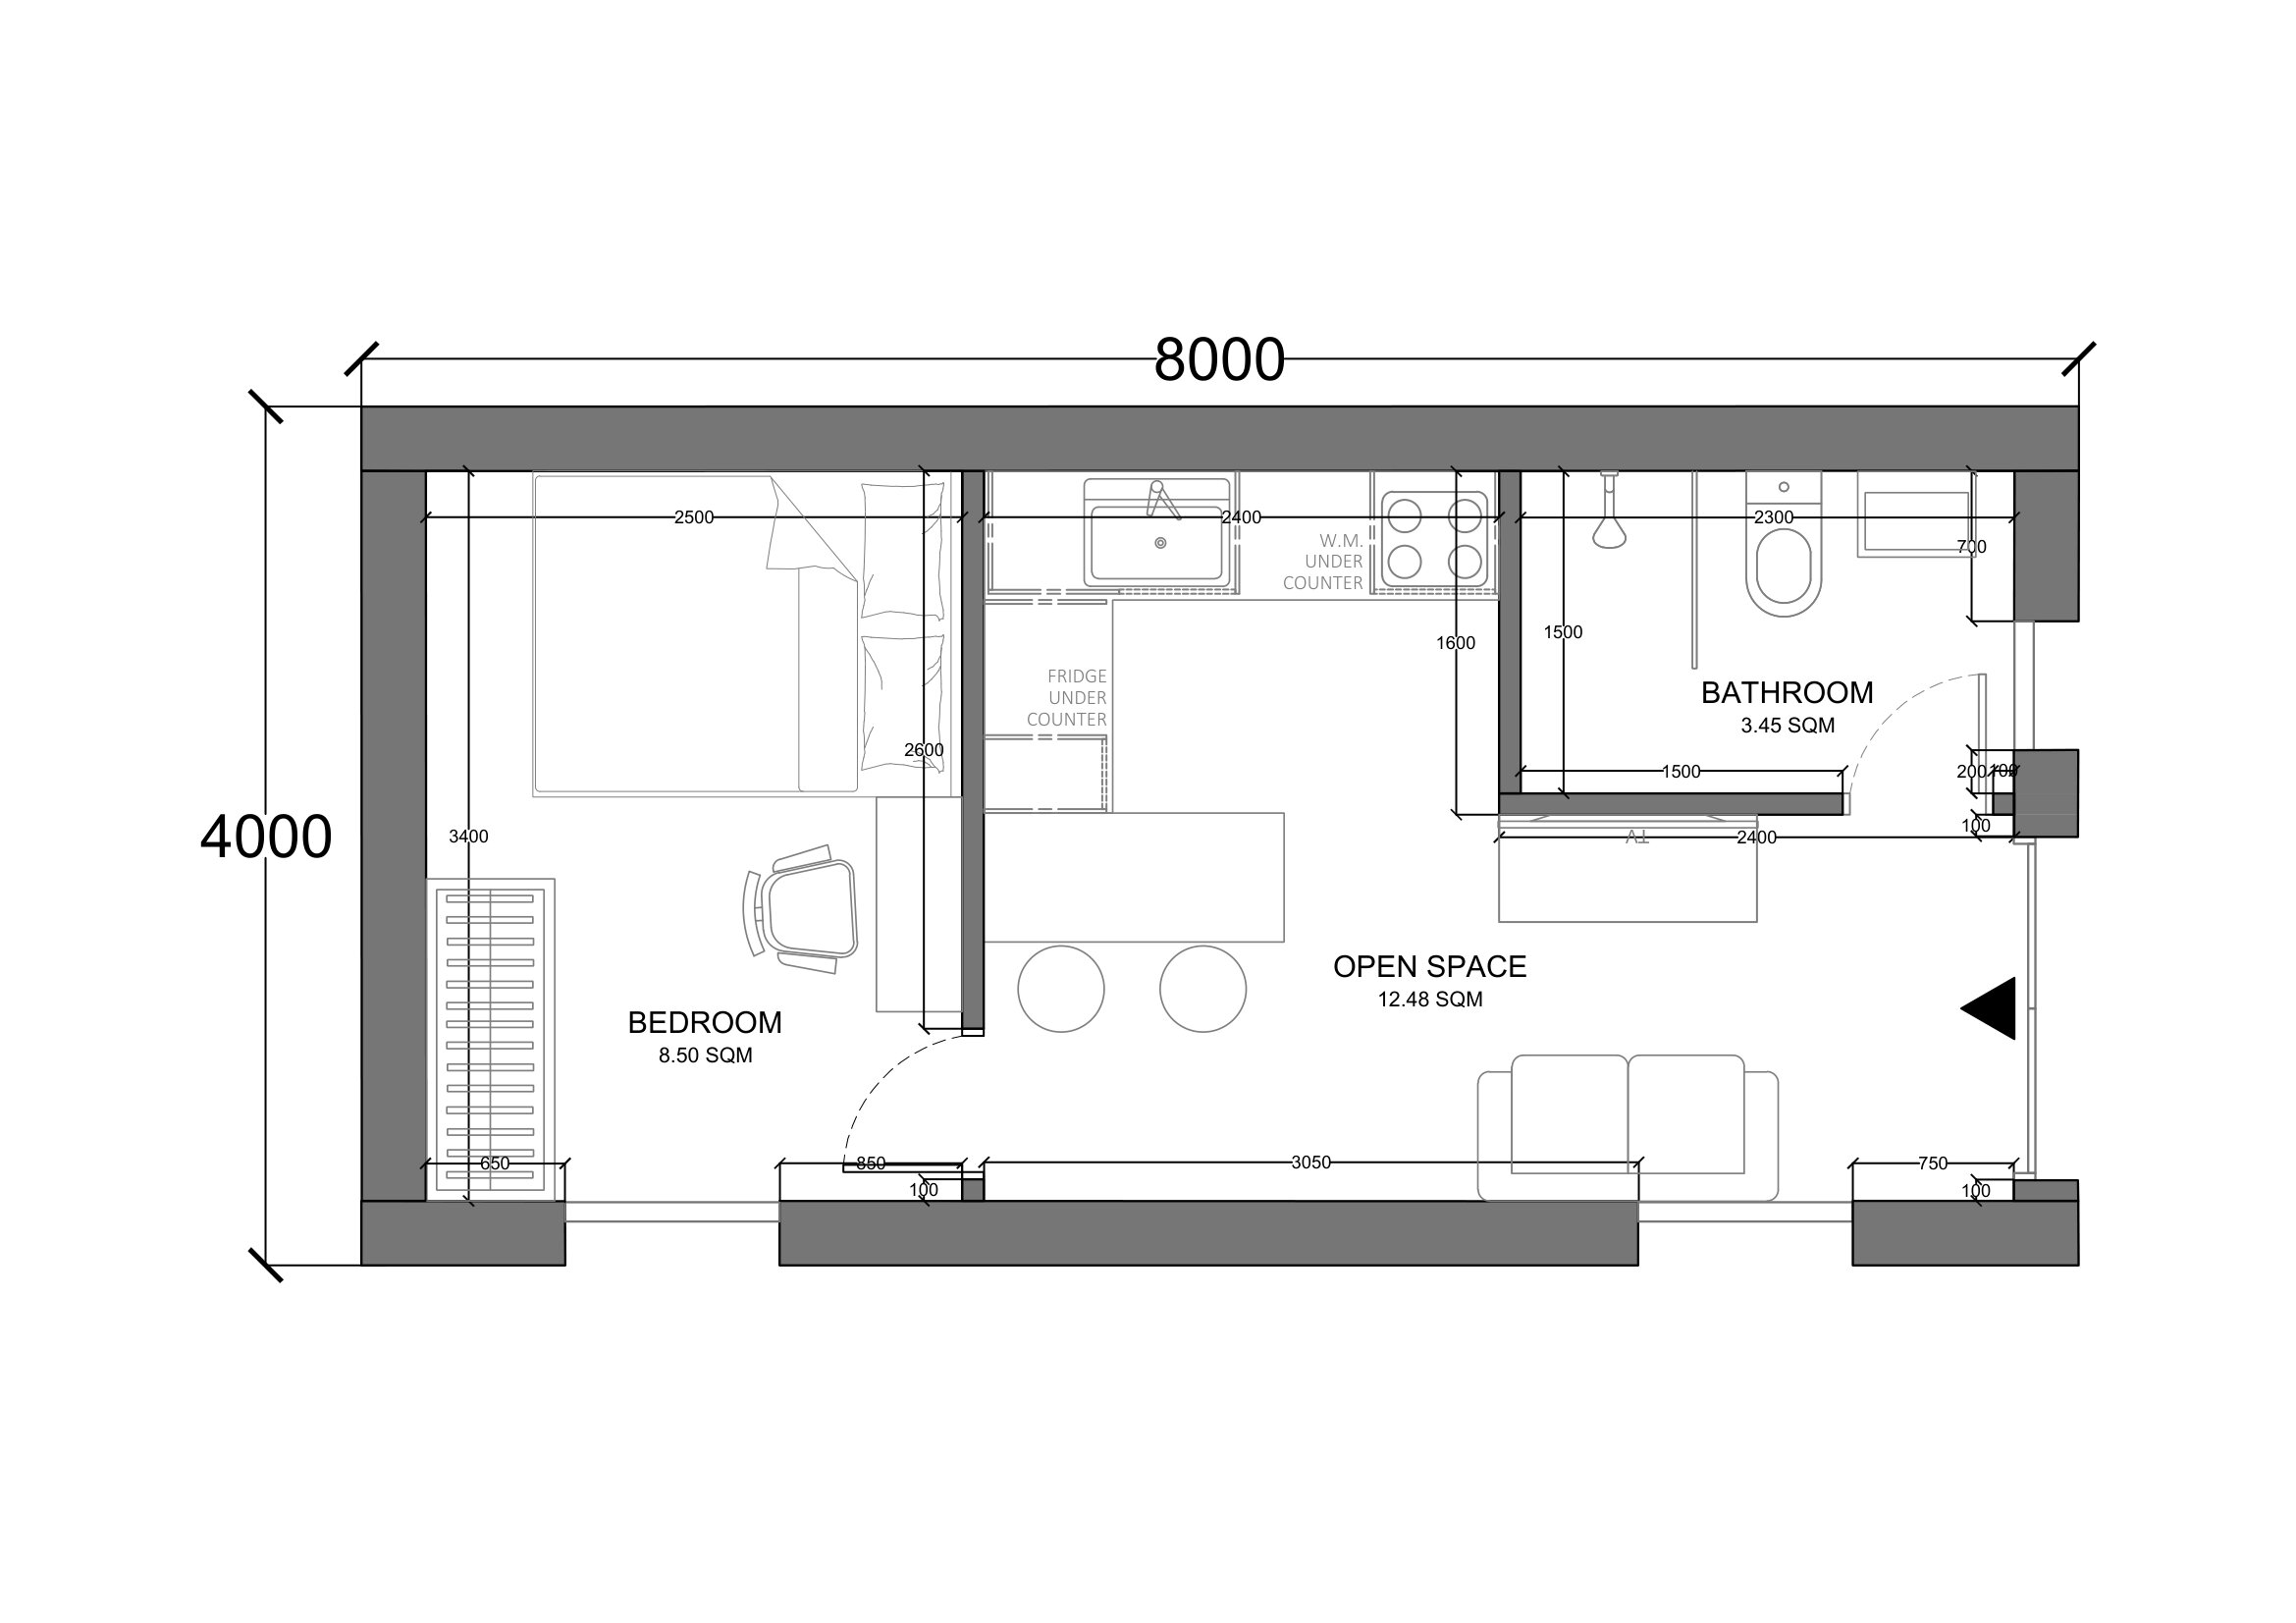 8000
2500
2400
2300
W.M.
UNDER
COUNTER
700
1500
1600
FRIDGE
UNDER
COUNTER
BATHROOM
3.45 SQM
2600
1500
200
100
100
4000
3400
TV
2400
OPEN SPACE
12.48 SQM
BEDROOM
8.50 SQM
650
850
3050
750
100
100